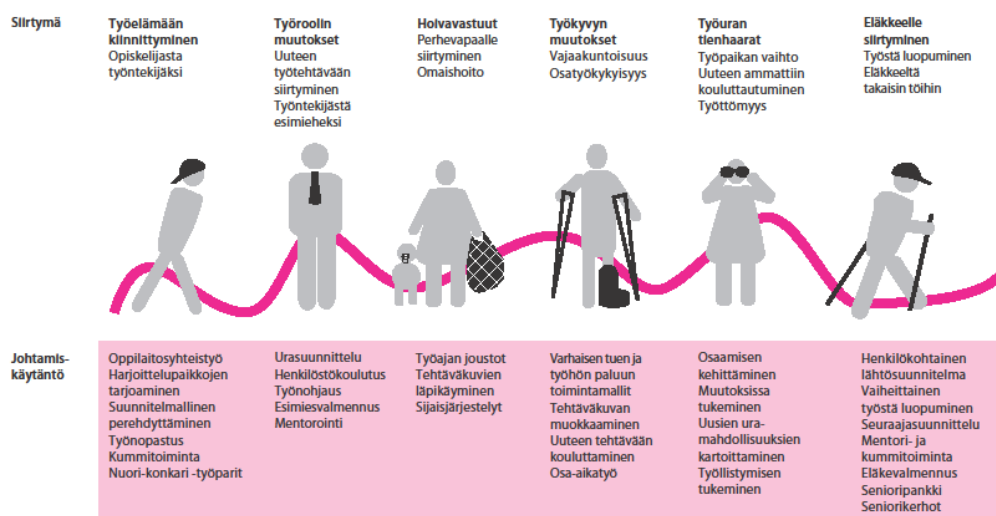 Siirtymä
Työelämään
kiinnittyminen
Opiskelijasta
työntekijäksi
Työroolin
muutokset
Uuteen
työtehtävään
siirtyminen
Työntekijästä
esimieheksi
Hoivavastuut
Perhevapaalle
siirtyminen
Omaishoito
Työkyvyn
muutokset
Vajaakuntoisuus
Osatyökykyisyys
Työuran
tienhaarat
Työpaikan vaihto
Uuteen ammattiin
kouluttautuminen
Työttömyys
Eläkkeelle
siirtyminen
Työstä luopuminen
Eläkkeeltä
takaisin töihin
Johtamis-
käytäntö
Oppilaitosyhteistyö
Harjoittelupaikkojen
tarjoaminen
Suunnitelmallinen
perehdyttäminen
Työnopastus
Kummitoiminta
Nuori-konkari -työparit
Urasuunnittelu
Henkilöstökoulutus
Työnohjaus
Esimiesvalmennus
Mentorointi
Työajan joustot
Tehtäväkuvien
läpikäyminen
Sijaisjärjestelyt
Varhaisen tuen ja
työhön paluun
toimintamallit
Tehtäväkuvan
muokkaaminen
Uuteen tehtävään
kouluttaminen
Osa-aikatyö
Osaamisen
kehittäminen
Muutoksissa
tukeminen
Uusien ura-
mahdollisuuksien
kartoittaminen
Työllistymisen
tukeminen
Henkilökohtainen
lähtösuunnitelma
Vaiheittainen
työstä luopuminen
Seuraajasuunnittelu
Mentori- ja
kummitoiminta
Eläkevalmennus
Senioripankki
Seniorikerhot